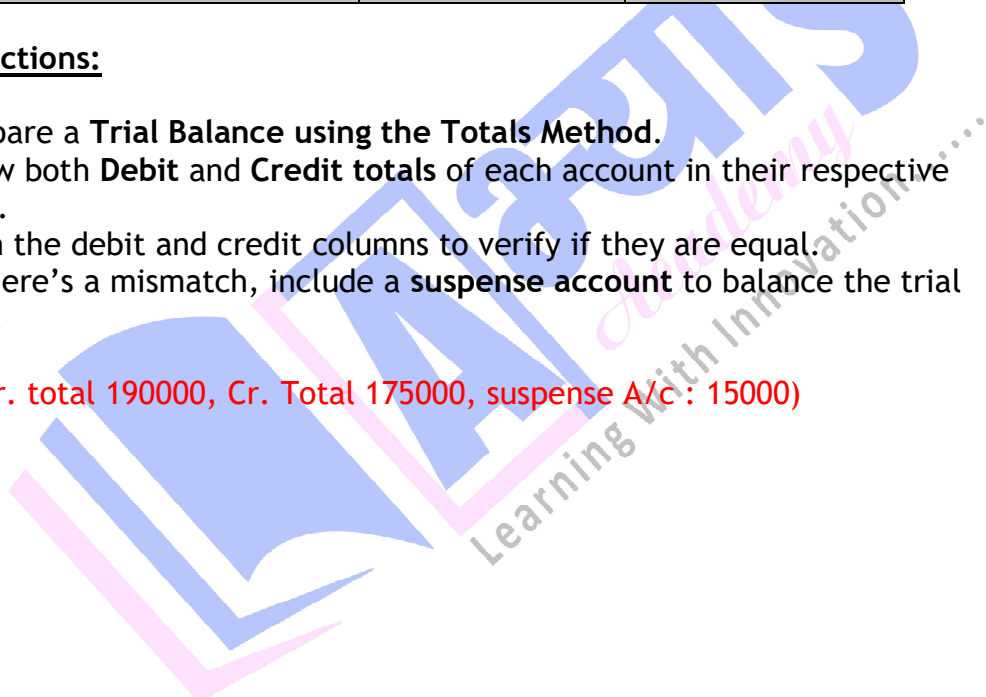 ctions:
pare a Trial Balance using the Totals Method.
w both Debit and Credit totals of each account in their respective
.
n the debit and credit columns to verify if they are equal.
ere’s a mismatch, include a suspense account to balance the trial
r. total 190000, Cr. Total 175000, suspense A/c : 15000)
Academy
Learning With Innovation.....